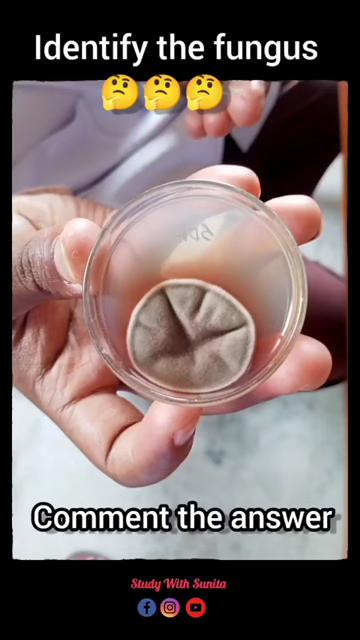 Identify the fungus
🤔🤔🤔
Comment the answer
Study With Sunita